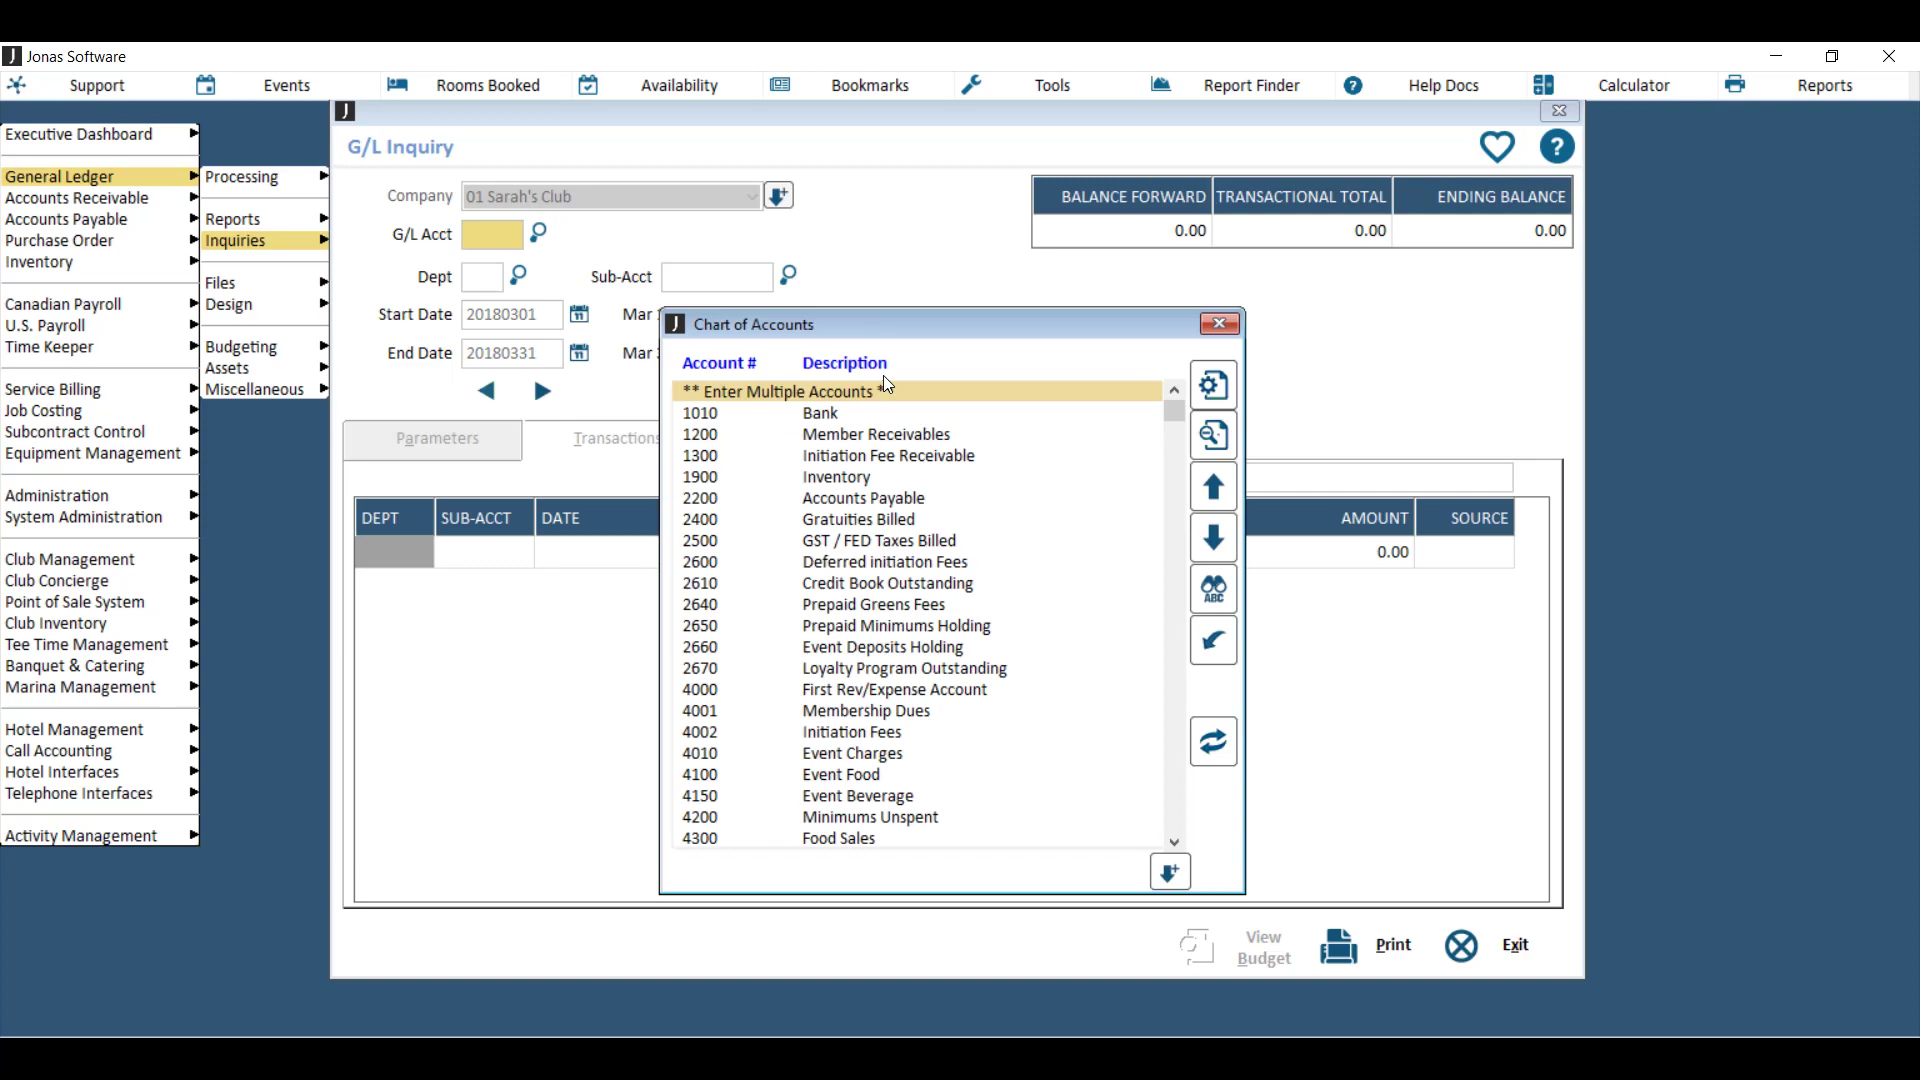 Jonas Software
Support Events Rooms Booked Availability Bookmarks Tools Report Finder Help Docs Calculator Reports
Executive Dashboard
General Ledger
Accounts Receivable
Accounts Payable
Purchase Order
Inventory
Canadian Payroll
U.S. Payroll
Time Keeper
Service Billing
Job Costing
Subcontract Control
Equipment Management
Administration
System Administration
Club Management
Club Concierge
Point of Sale System
Club Inventory
Tee Time Management
Banquet & Catering
Marina Management
Hotel Management
Call Accounting
Hotel Interfaces
Telephone Interfaces
Activity Management
Processing
Reports
Inquiries
Files
Design
Budgeting
Assets
Miscellaneous
G/L Inquiry
Company 01 Sarah's Club
G/L Acct
Dept Sub-Acct
Start Date 20180301 Mar
End Date 20180331 Mar
BALANCE FORWARD TRANSACTIONAL TOTAL ENDING BALANCE
0.00 0.00 0.00
Parameters Transactions
DEPT SUB-ACCT DATE AMOUNT SOURCE
0.00
Chart of Accounts
Account # Description
** Enter Multiple Accounts *
1010 Bank
1200 Member Receivables
1300 Initiation Fee Receivable
1900 Inventory
2200 Accounts Payable
2400 Gratuities Billed
2500 GST / FED Taxes Billed
2600 Deferred initiation Fees
2610 Credit Book Outstanding
2640 Prepaid Greens Fees
2650 Prepaid Minimums Holding
2660 Event Deposits Holding
2670 Loyalty Program Outstanding
4000 First Rev/Expense Account
4001 Membership Dues
4002 Initiation Fees
4010 Event Charges
4100 Event Food
4150 Event Beverage
4200 Minimums Unspent
4300 Food Sales
ABC
View Budget Print Exit